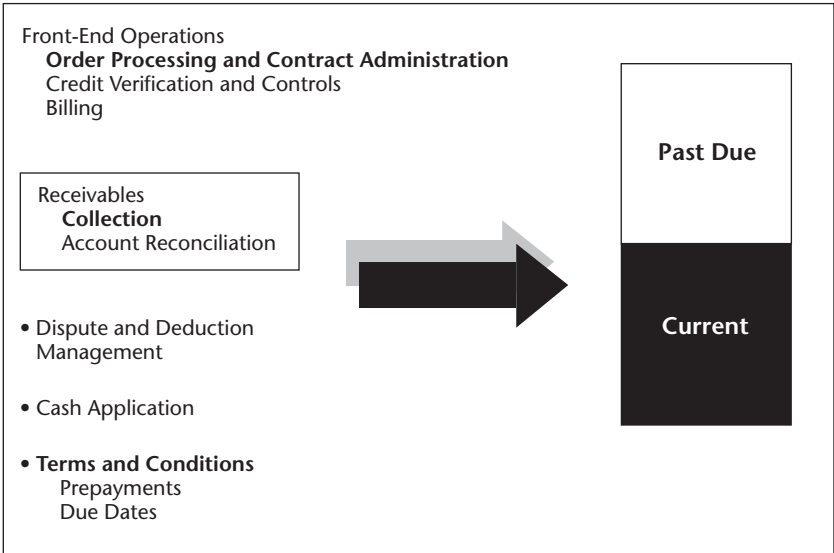 Front-End Operations
Order Processing and Contract Administration
Credit Verification and Controls
Billing
Receivables
Collection
Account Reconciliation
• Dispute and Deduction
Management
• Cash Application
• Terms and Conditions
Prepayments
Due Dates
Past Due
Current